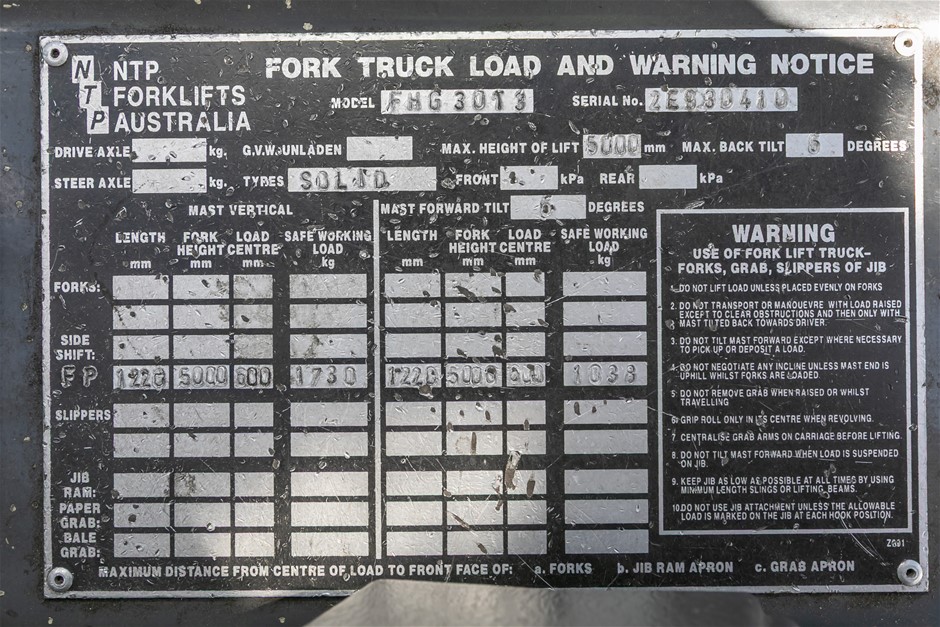 NTP
NTP
FORKLIFTS
AUSTRALIA
FORK TRUCK LOAD AND WARNING NOTICE
MODEL FHG30T3 SERIAL No. 2E930410
DRIVE AXLE kg. G.V.W. UNLADEN MAX. HEIGHT OF LIFT 5000 mm MAX. BACK TILT 6 DEGREES
STEER AXLE kg. TYPES SOLID FRONT kPa REAR kPa
MAST VERTICAL MAST FORWARD TILT 6 DEGREES
LENGTH FORK LOAD SAFE WORKING LENGTH FORK LOAD SAFE WORKING
HEIGHT CENTRE LOAD HEIGHT CENTRE LOAD
mm mm mm kg mm mm mm kg
FORKS:
SIDE
SHIFT:
FP 1220 5000 600 1730 1220 5000 600
SLIPPERS
JIB
RAM:
PAPER
GRAB:
BALE
GRAB:
WARNING
USE OF FORK LIFT TRUCK-
FORKS, GRAB, SLIPPERS OF JIB
1. DO NOT LIFT LOAD UNLESS PLACED EVENLY ON FORKS
2. DO NOT TRANSPORT OR MANOUEVRE WITH LOAD RAISED
EXCEPT TO CLEAR OBSTRUCTIONS AND THEN ONLY WITH
MAST TILTED BACK TOWARDS DRIVER.
3. DO NOT TILT MAST FORWARD EXCEPT WHERE NECESSARY
TO PICK UP OR DEPOSIT A LOAD.
4. DO NOT NEGOTIATE ANY INCLINE UNLESS MAST END IS
UPHILL WHILST FORKS ARE LOADED.
5. DO NOT REMOVE GRAB WHEN RAISED OR WHILST
TRAVELLING
6. GRIP ROLL ONLY IN ITS CENTRE WHEN REVOLVING.
7. CENTRALISE GRAB ARMS ON CARRIAGE BEFORE LIFTING.
8. DO NOT TILT MAST FORWARD WHEN LOAD IS SUSPENDED
ON JIB.
9. KEEP JIB AS LOW AS POSSIBLE AT ALL TIMES BY USING
MINIMUM LENGTH SLINGS OR LIFTING BEAMS.
10. DO NOT USE JIB ATTACHMENT UNLESS THE ALLOWABLE
LOAD IS MARKED ON THE JIB AT EACH HOOK POSITION.
MAXIMUM DISTANCE FROM CENTRE OF LOAD TO FRONT FACE OF: a. FORKS b. JIB RAM APRON c. GRAB APRON